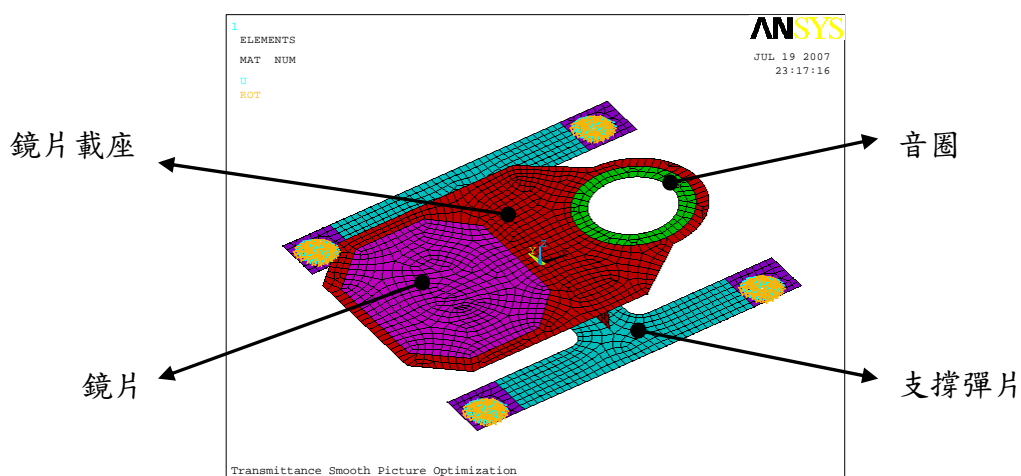 1
ELEMENTS
MAT NUM
U
ROT
ANSYS
JUL 19 2007
23:17:16
鏡片載座
音圈
鏡片
支撐彈片
Transmittance Smooth Picture Optimization